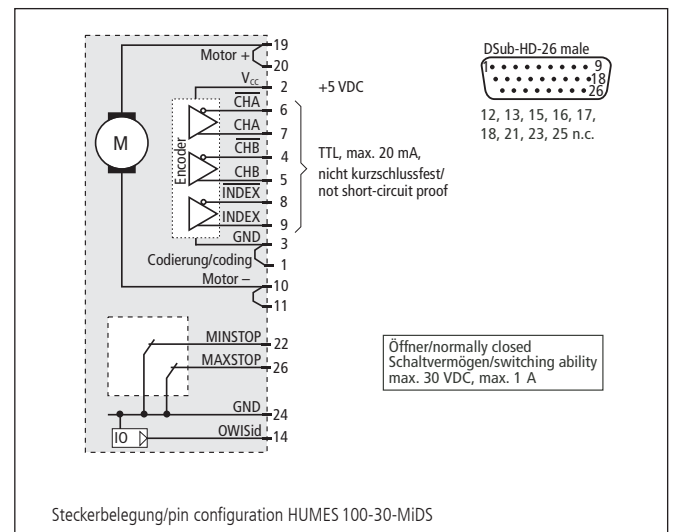 Motor + 19
20
Vcc 2 +5 VDC
CHA 6
CHA 7
CHB 4
CHB 5
INDEX 8
INDEX 9
GND 3
Codierung/coding 1
Motor – 10
11
M
Encoder
TTL, max. 20 mA,
nicht kurzschlussfest/
not short-circuit proof
DSub-HD-26 male
1 9
18
26
12, 13, 15, 16, 17,
18, 21, 23, 25 n.c.
MINSTOP 22
MAXSTOP 26
GND 24
IO OWISid 14
Öffner/normally closed
Schaltvermögen/switching ability
max. 30 VDC, max. 1 A
Steckerbelegung/pin configuration HUMES 100-30-MiDS